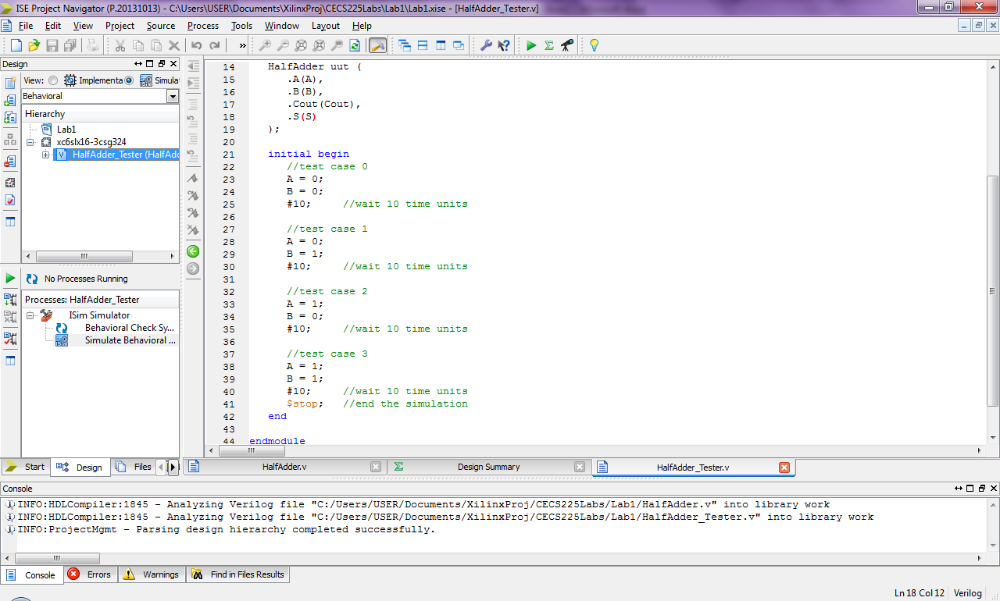 ISE Project Navigator (P.20131013) - C:\Users\USER\Documents\XilinxProj\CECS225Labs\Lab1\Lab1.xise - [HalfAdder_Tester.v]
File Edit View Project Source Process Tools Window Layout Help
Design
View: Implementa Simula
Behavioral
Hierarchy
Lab1
xc6slx16-3csg324
HalfAdder_Tester (HalfAdd
No Processes Running
Processes: HalfAdder_Tester
ISim Simulator
Behavioral Check Sy...
Simulate Behavioral ...
Start Design Files
14 HalfAdder uut (
15 .A(A),
16 .B(B),
17 .Cout(Cout),
18 .S(S)
19 );
20
21 initial begin
22 //test case 0
23 A = 0;
24 B = 0;
25 #10; //wait 10 time units
26
27 //test case 1
28 A = 0;
29 B = 1;
30 #10; //wait 10 time units
31
32 //test case 2
33 A = 1;
34 B = 0;
35 #10; //wait 10 time units
36
37 //test case 3
38 A = 1;
39 B = 1;
40 #10; //wait 10 time units
41 $stop; //end the simulation
42 end
43
44 endmodule
HalfAdder.v Design Summary HalfAdder_Tester.v
Console
INFO:HDLCompiler:1845 - Analyzing Verilog file "C:/Users/USER/Documents/XilinxProj/CECS225Labs/Lab1/HalfAdder.v" into library work
INFO:HDLCompiler:1845 - Analyzing Verilog file "C:/Users/USER/Documents/XilinxProj/CECS225Labs/Lab1/HalfAdder_Tester.v" into library work
INFO:ProjectMgmt - Parsing design hierarchy completed successfully.
Console Errors Warnings Find in Files Results
Ln 18 Col 12 Verilog